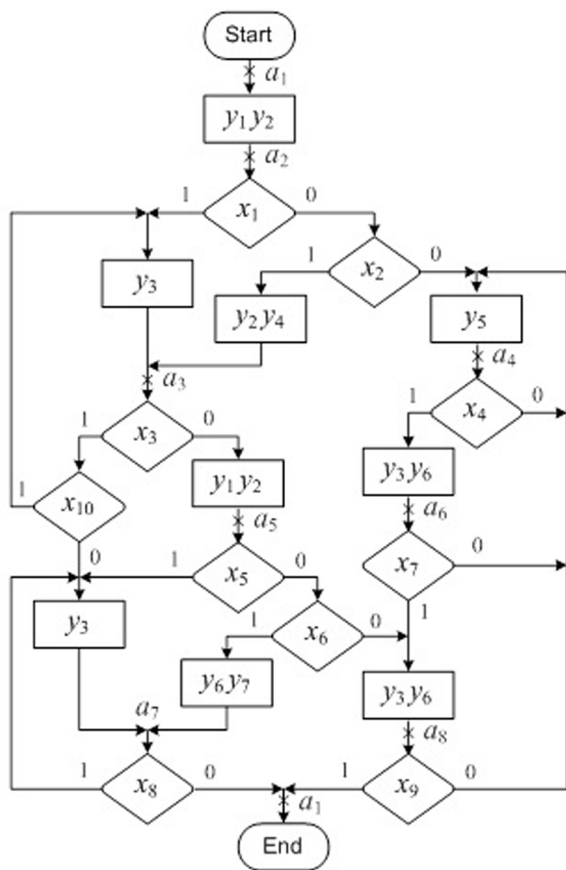 Start
a₁
y₁y₂
a₂
1 x₁ 0
y₃
1 x₂ 0
y₂y₄
y₅
a₃
a₄
1 x₃ 0
1 x₄ 0
y₁y₂
y₃y₆
1 x₁₀
0
a₅
a₆
1 x₅ 0
x₇ 0
1
y₃
1 x₆ 0
y₆y₇
y₃y₆
a₇
a₈
1 x₈ 0
1 x₉ 0
a₁
End